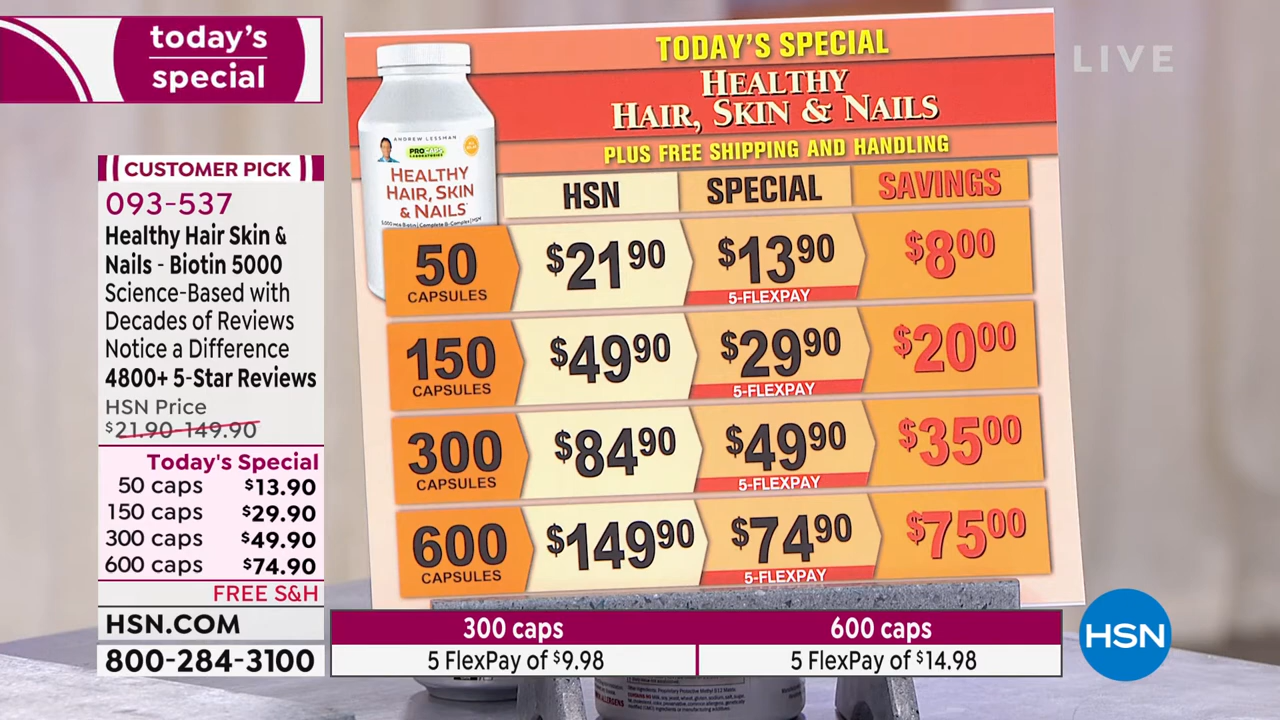 today's
special
CUSTOMER PICK
093-537
Healthy Hair Skin &
Nails - Biotin 5000
Science-Based with
Decades of Reviews
Notice a Difference
4800+ 5-Star Reviews
HSN Price
$21.90-149.90
Today's Special
50 caps $13.90
150 caps $29.90
300 caps $49.90
600 caps $74.90
FREE S&H
HSN.COM
800-284-3100
LIVE
TODAY'S SPECIAL
HEALTHY
HAIR, SKIN & NAILS
PLUS FREE SHIPPING AND HANDLING
ANDREW LESSMAN
PROCAPS
LABORATORIES
HEALTHY
HAIR, SKIN
& NAILS
HSN SPECIAL SAVINGS
50 CAPSULES $21.90 $13.90 $8.00
5-FLEXPAY
150 CAPSULES $49.90 $29.90 $20.00
5-FLEXPAY
300 CAPSULES $84.90 $49.90 $35.00
5-FLEXPAY
600 CAPSULES $149.90 $74.90 $75.00
5-FLEXPAY
300 caps 600 caps
5 FlexPay of $9.98 5 FlexPay of $14.98
HSN